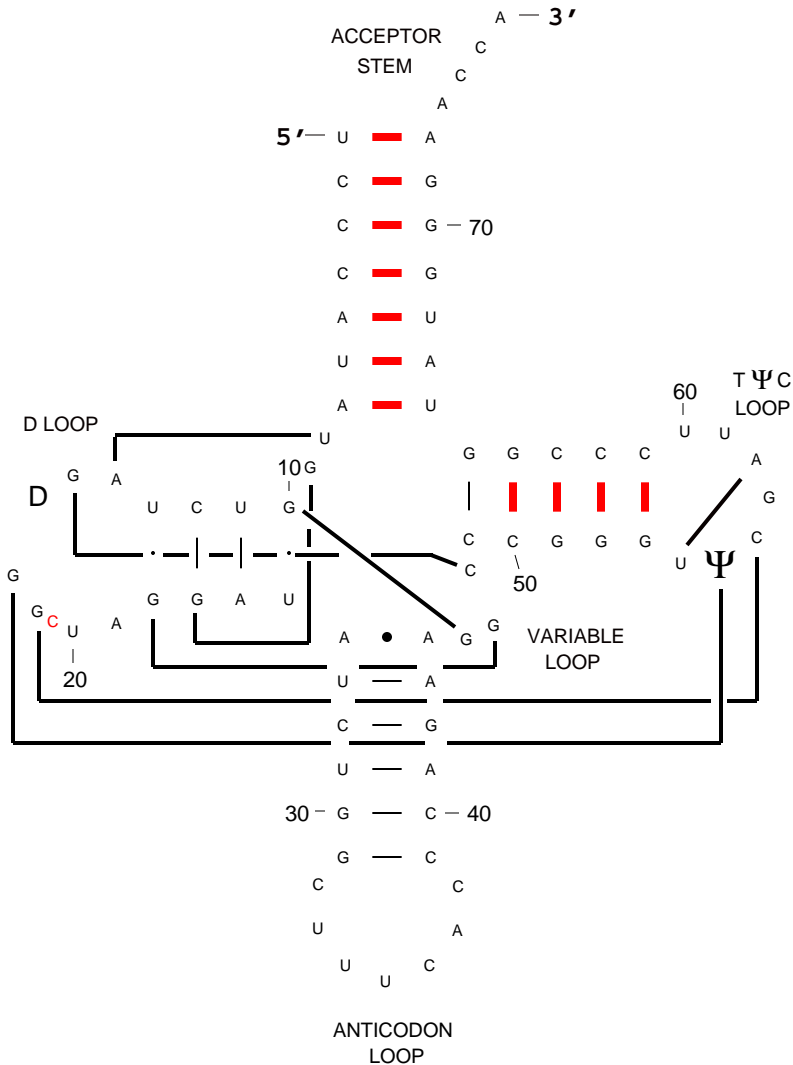 A — 3′
C
ACCEPTOR
STEM
C
A
5′ — U A
C G
C G — 70
C G
A U
U A
A U
T Ψ C
LOOP
60
D LOOP
U
U U
G G C C C
A
G A
10 G
D
U C U G
G
C C G G G
U Ψ C
C
50
G
G G A U
G C U A
A • A G G
VARIABLE
LOOP
20
U A
C G
U A
30 — G C — 40
G C
C C
U A
U C
U
ANTICODON
LOOP